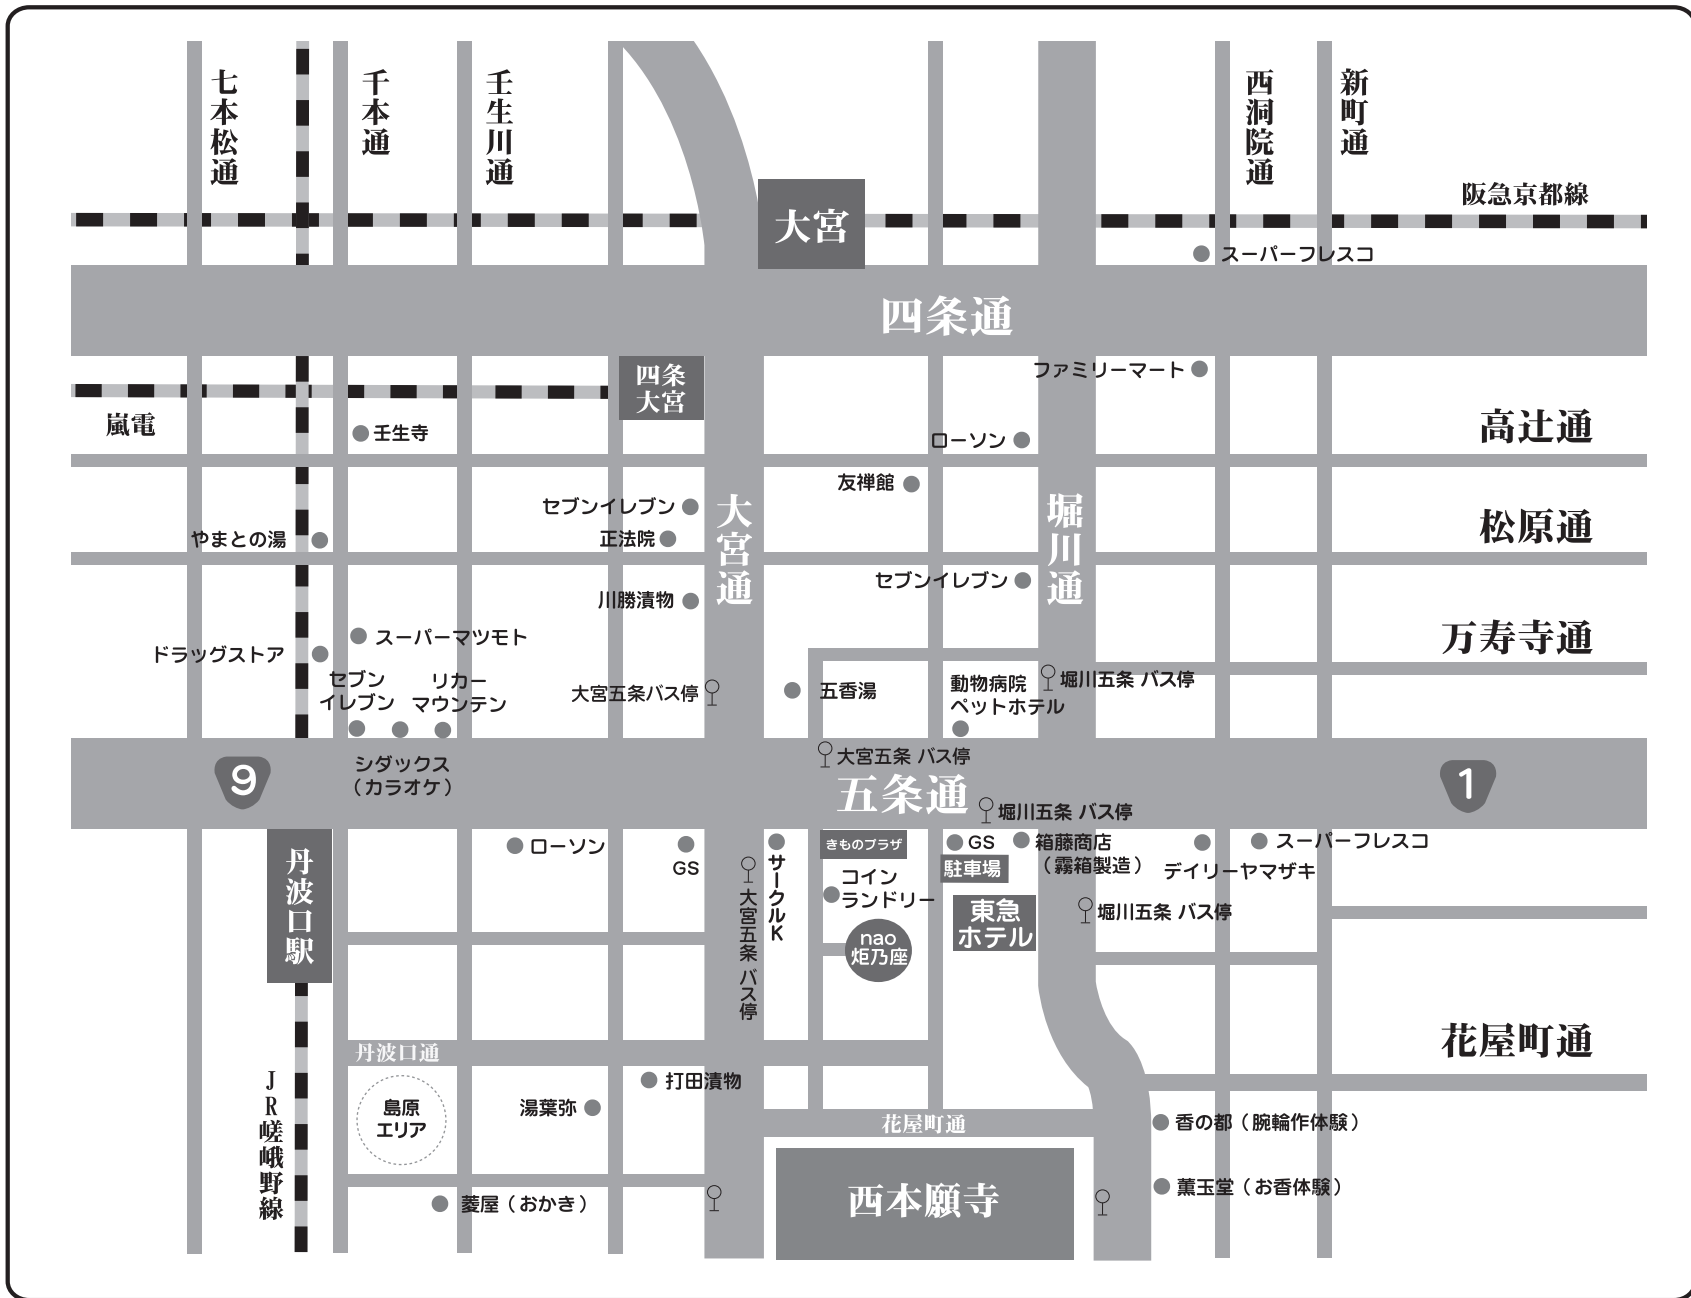 七本松通
千本通
壬生川通
西洞院通
新町通
阪急京都線
大宮
スーパーフレスコ
四条通
四条
大宮
ファミリーマート
嵐電
壬生寺
ローソン
高辻通
友禅館
セブンイレブン
正法院
大宮通
堀川通
松原通
やまとの湯
セブンイレブン
川勝漬物
スーパーマツモト
ドラッグストア
万寿寺通
セブン
イレブン
リカー
マウンテン
大宮五条バス停
五香湯
動物病院
ペットホテル
堀川五条 バス停
シダックス
（カラオケ）
大宮五条 バス停
五条通
堀川五条 バス停
9
1
丹波口駅
ローソン
GS
サークルK
大宮五条 バス停
きものプラザ
GS
駐車場
箱藤商店
（霧箱製造）
デイリーヤマザキ
スーパーフレスコ
コイン
ランドリー
東急
ホテル
堀川五条 バス停
nao
炬乃座
丹波口通
花屋町通
打田漬物
島原
エリア
湯葉弥
花屋町通
香の都（腕輪作体験）
JR嵯峨野線
菱屋（おかき）
西本願寺
薫玉堂（お香体験）